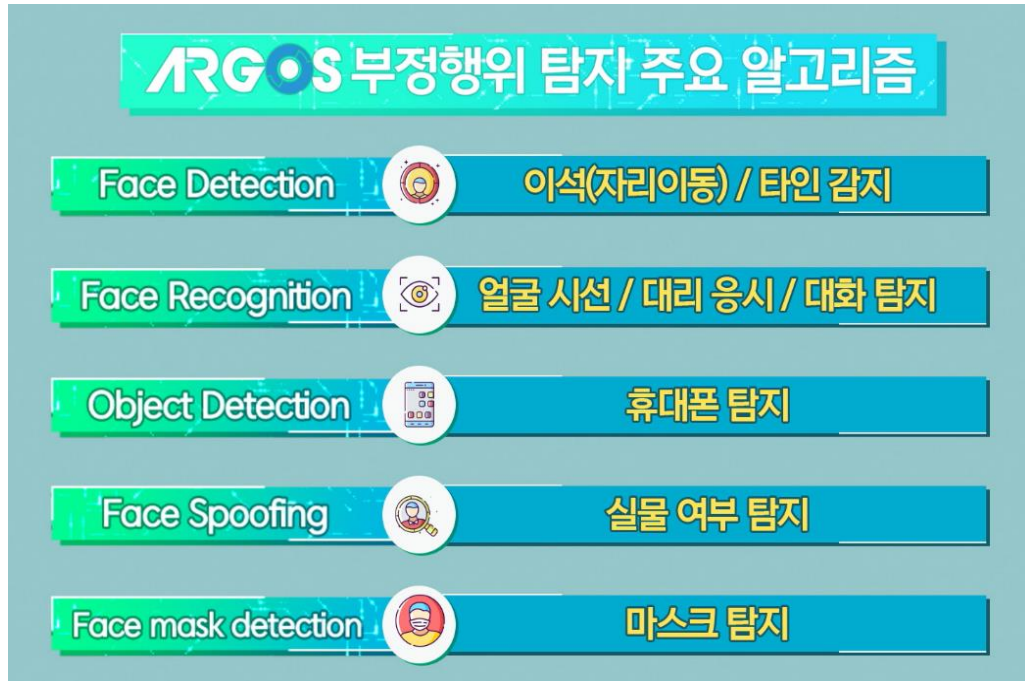 ARGOS 부정행위 탐지 주요 알고리즘
Face Detection 이석(자리이동) / 타인 감지
Face Recognition 얼굴 시선 / 대리 응시 / 대화 탐지
Object Detection 휴대폰 탐지
Face Spoofing 실물 여부 탐지
Face mask detection 마스크 탐지